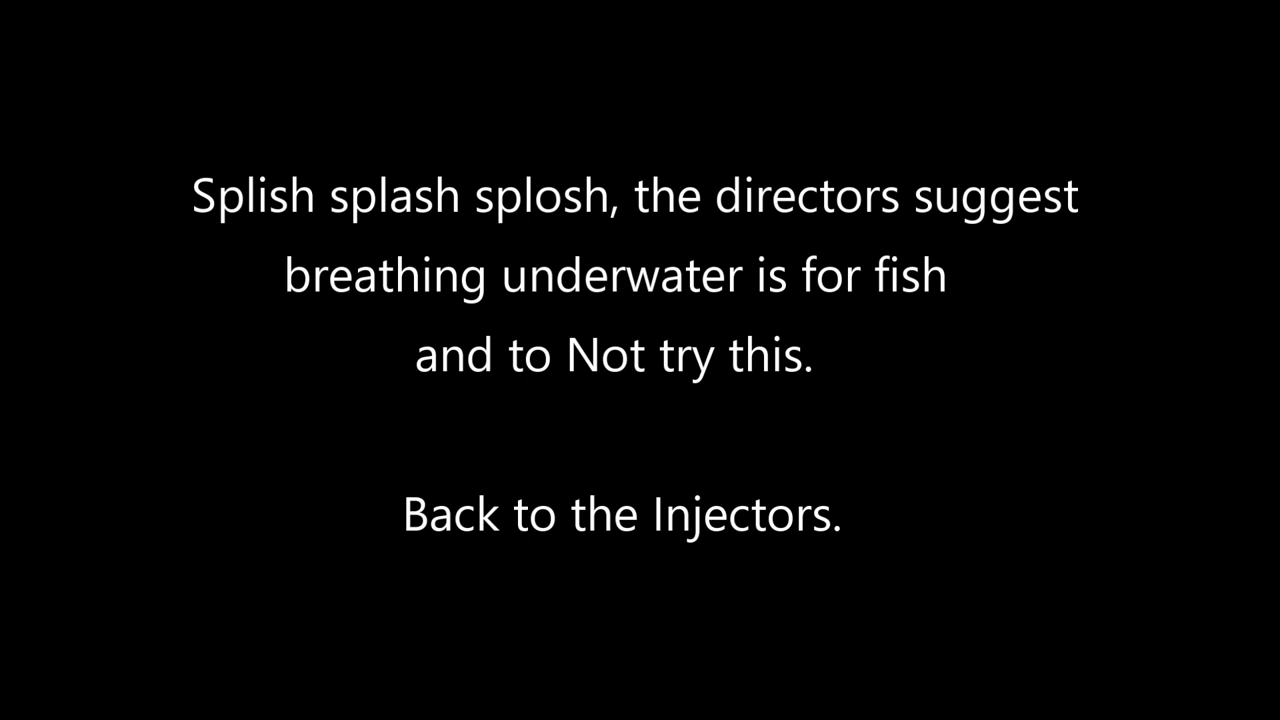 Splish splash splosh, the directors suggest
breathing underwater is for fish
and to Not try this.
Back to the Injectors.